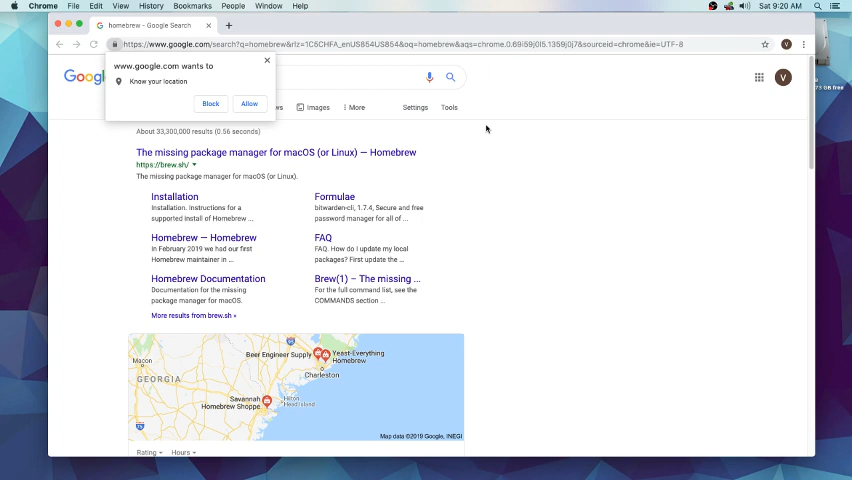 Chrome File Edit View History Bookmarks People Window Help Sat 9:20 AM
homebrew - Google Search
https://www.google.com/search?q=homebrew&rlz=1C5CHFA_enUS854US854&oq=homebrew&aqs=chrome.0.69i59j0l5.1359j0j7&sourceid=chrome&ie=UTF-8
V
www.google.com wants to
Know your location
Block Allow
Goog
V
Images More Settings Tools
73 GB free
About 33,300,000 results (0.56 seconds)
The missing package manager for macOS (or Linux) — Homebrew
https://brew.sh/
The missing package manager for macOS (or Linux).
Installation
Installation. Instructions for a
supported install of Homebrew ...
Formulae
bitwarden-cli, 1.7.4, Secure and free
password manager for all of ...
Homebrew — Homebrew
in February 2019 we had our first
Homebrew maintainer in ...
FAQ
FAQ. How do I update my local
packages? First update the ...
Homebrew Documentation
Documentation for the missing
package manager for macOS.
Brew(1) – The missing ...
For the full command list, see the
COMMANDS section ...
More results from brew.sh »
Beer Engineer Supply
Yeast-Everything
Homebrew
Macon
Charleston
GEORGIA
Savannah
Homebrew Shoppe
Hilton
Head Island
Map data ©2019 Google, INEGI
Rating Hours